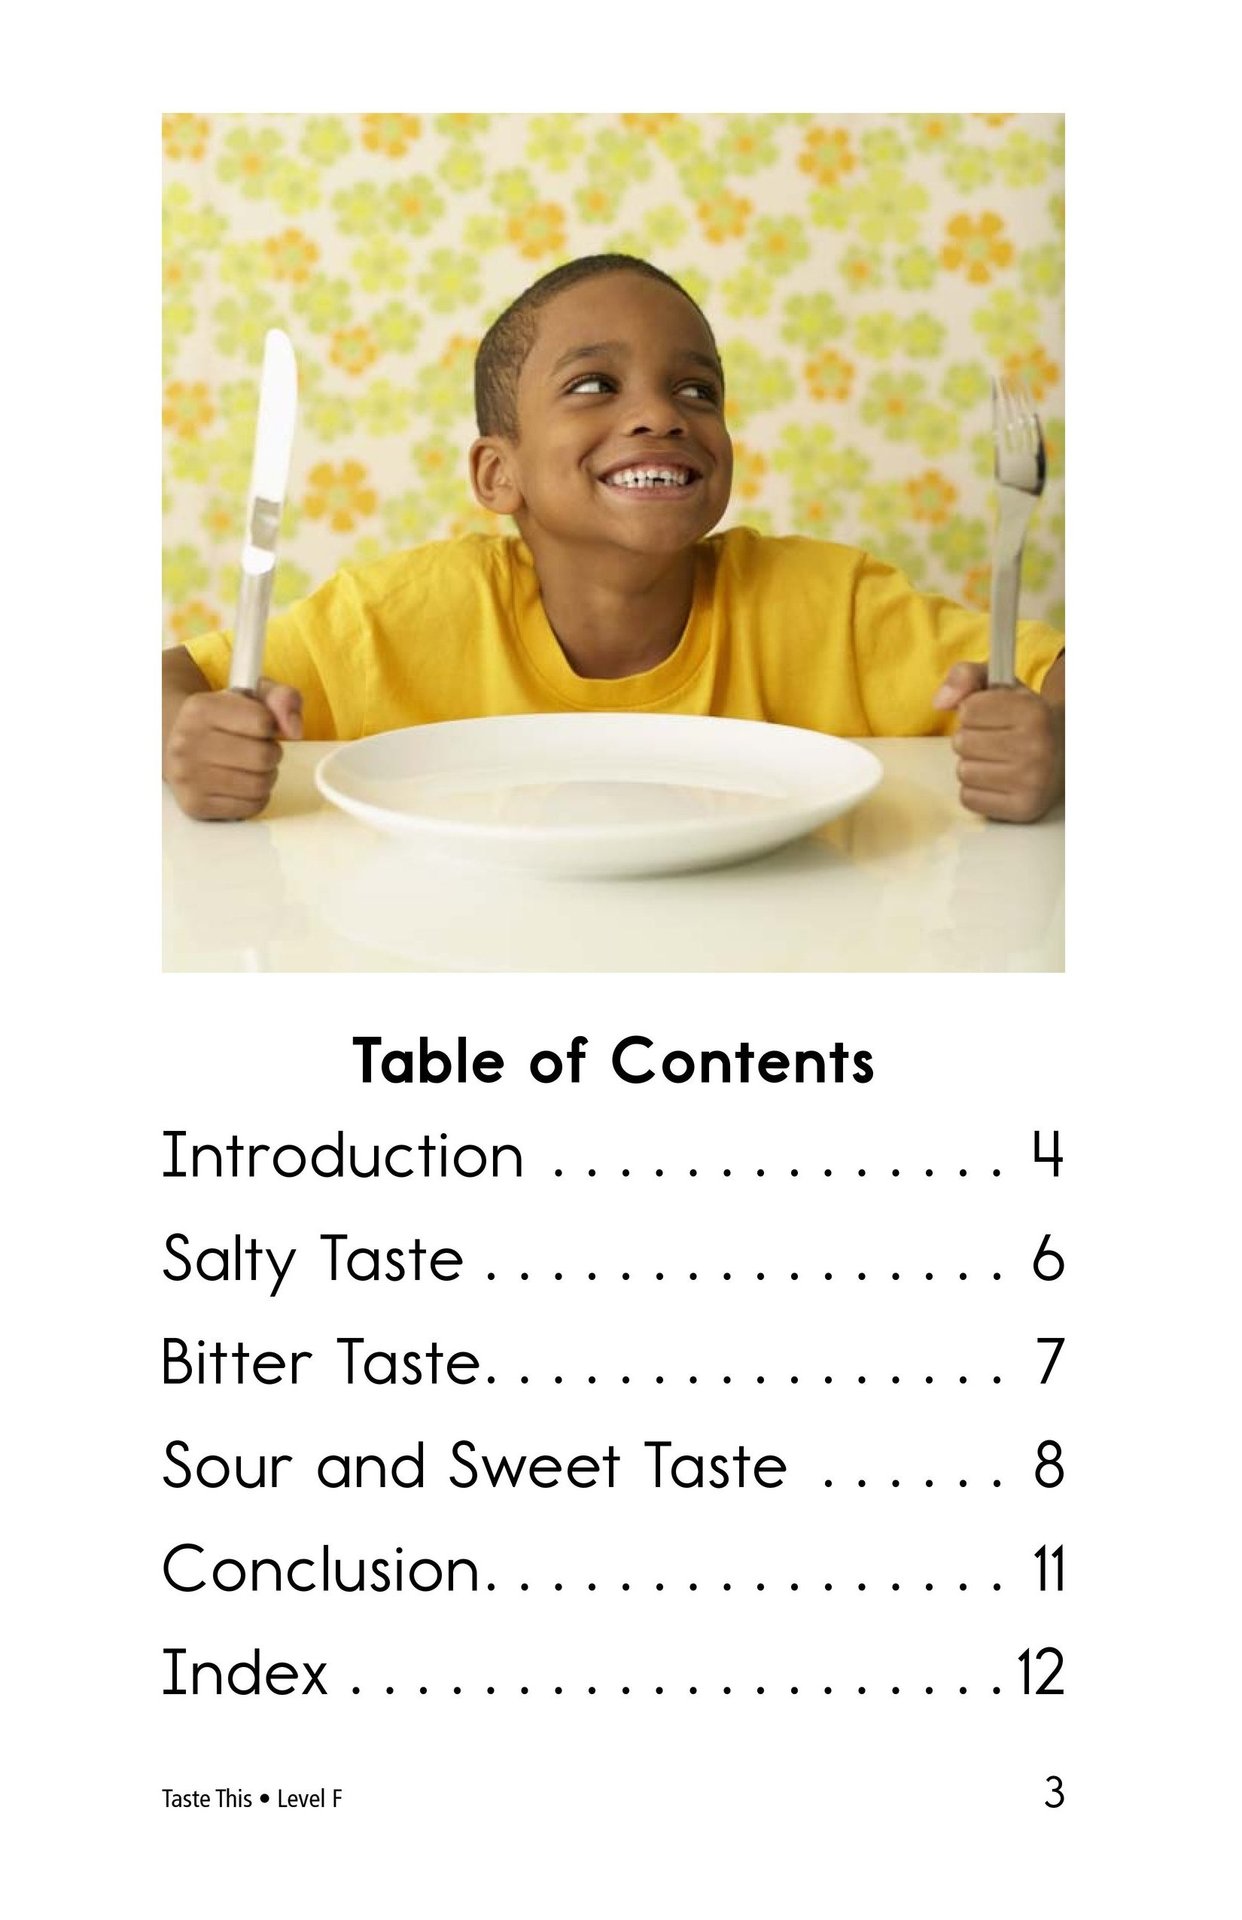 Table of Contents
Introduction . . . . . . . . . . . . . . 4
Salty Taste . . . . . . . . . . . . . . . . 6
Bitter Taste. . . . . . . . . . . . . . . . 7
Sour and Sweet Taste . . . . . . 8
Conclusion. . . . . . . . . . . . . . . . 11
Index . . . . . . . . . . . . . . . . . . . . 12
Taste This • Level F 3